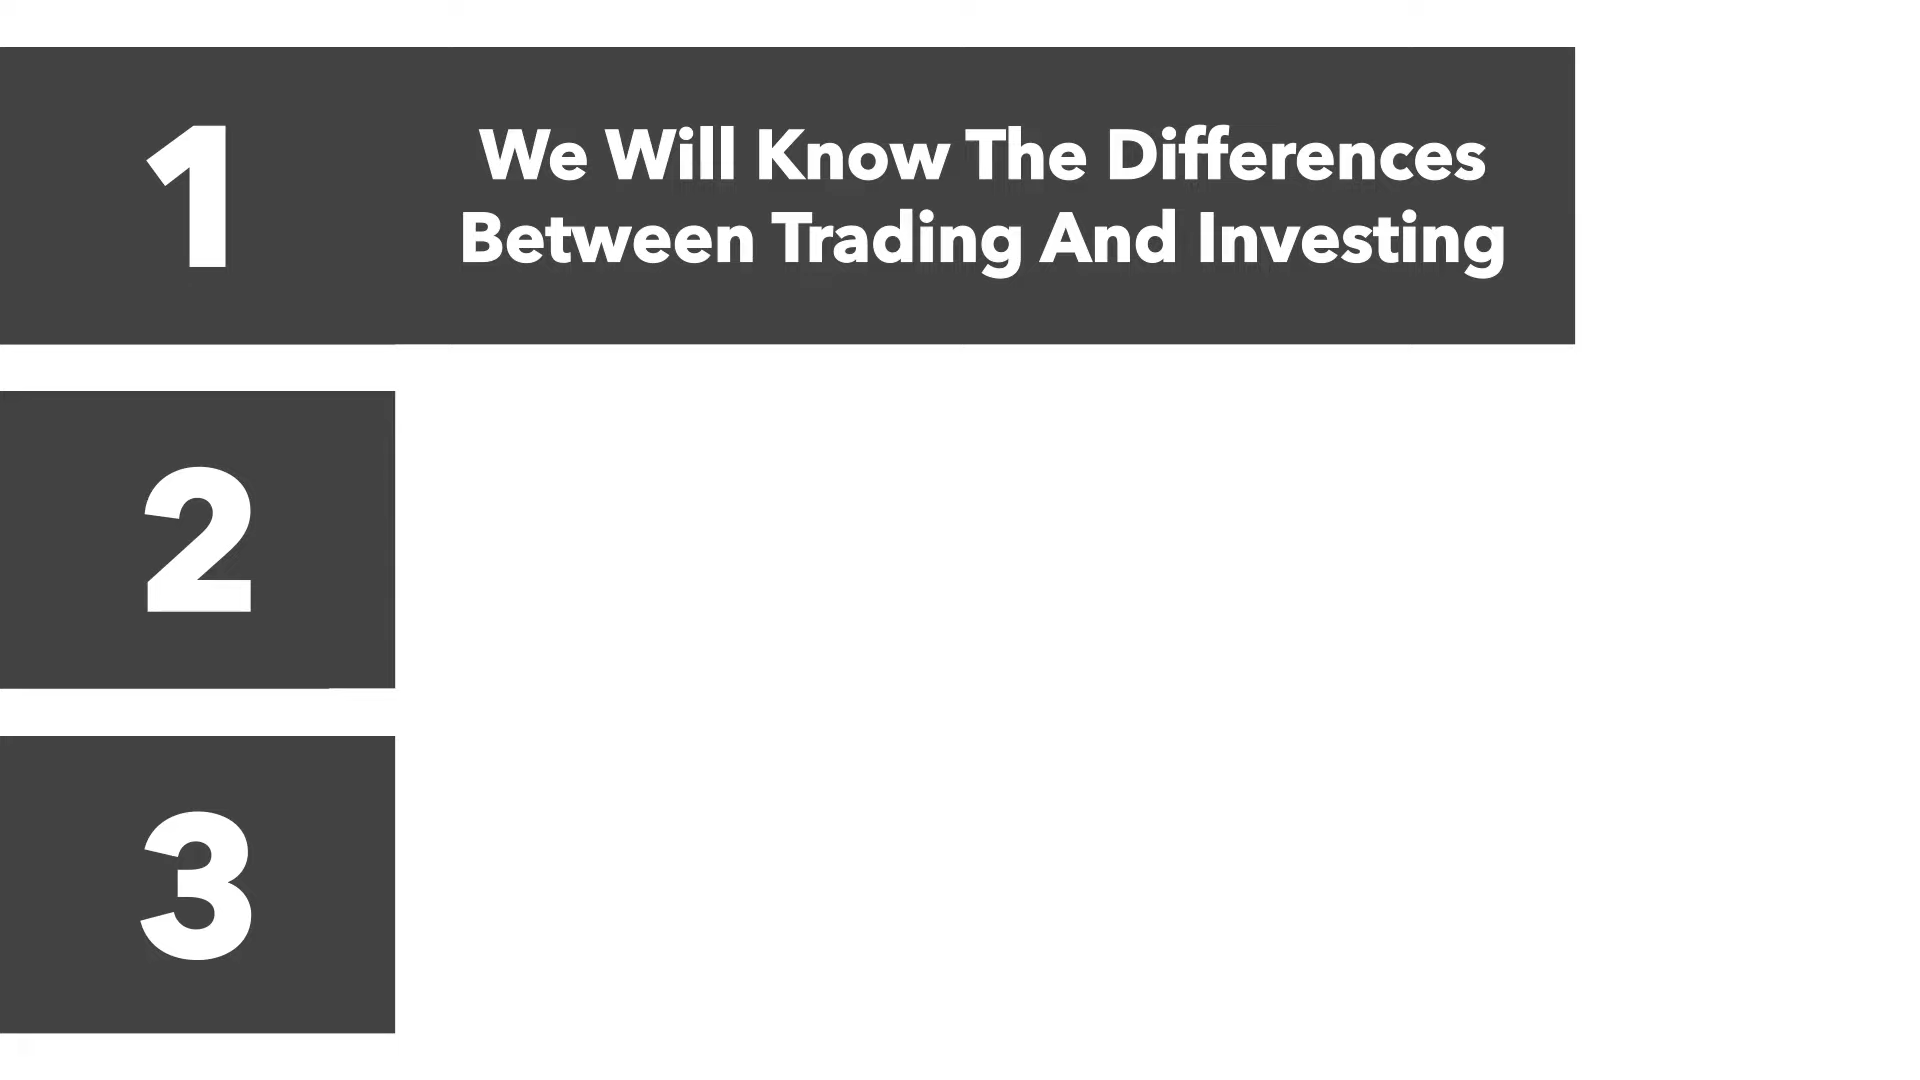 1
We Will Know The Differences
Between Trading And Investing
2
3